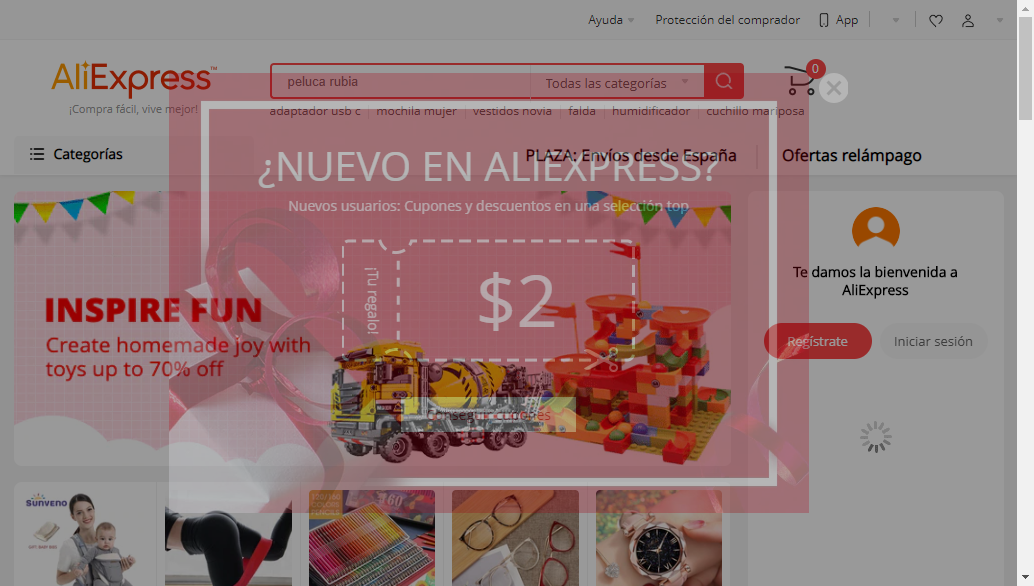 Ayuda
Protección del comprador
App
AliExpress™
¡Compra fácil, vive mejor!
peluca rubia
Todas las categorías
0
adaptador usb c
mochila mujer
vestidos novia
falda
humidificador
cuchillo mariposa
Categorías
PLAZA: Envíos desde España
Ofertas relámpago
¿NUEVO EN ALIEXPRESS?
Nuevos usuarios: Cupones y descuentos en una selección top
¡Tu regalo!
$2
INSPIRE FUN
Create homemade joy with
toys up to 70% off
Te damos la bienvenida a
AliExpress
Regístrate
Iniciar sesión
SUNVENO